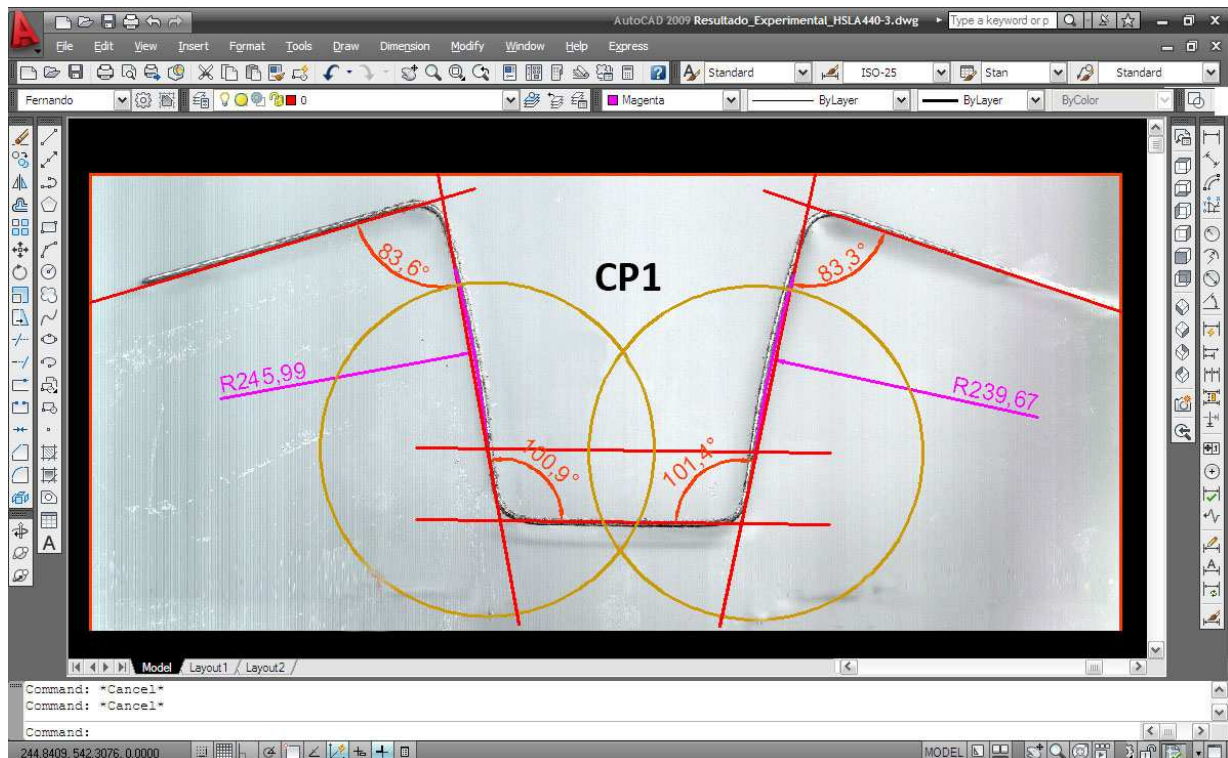 AutoCAD 2009 Resultado_Experimental_HSLA440-3.dwg Type a keyword or p
File Edit View Insert Format Tools Draw Dimension Modify Window Help Express
Standard ISO-25 Stan Standard
Fernando 0 Magenta ByLayer ByLayer ByColor
83,6°
CP1
83,3°
R245,99
R239,67
100,9°
101,4°
A
Model Layout1 Layout2
Command: *Cancel*
Command: *Cancel*
Command:
244.8409, 542.3076, 0.0000 MODEL